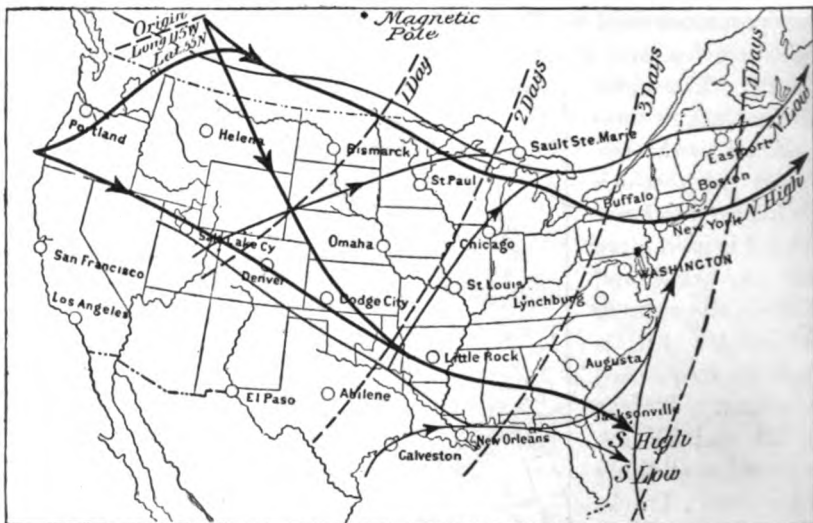 Origin
Long 115W
Lat. 55N
Magnetic
Pole
1 Day
2 Days
3 Days
4 Days
Portland
Helena
Bismarck
Sault Ste. Marie
N. Low
Eastport
St Paul
Boston
Buffalo
N. High
New York
San Francisco
Salt Lake Cy
Omaha
Chicago
Denver
WASHINGTON
Los Angeles
Dodge City
St Louis
Lynchburg
Little Rock
Augusta
El Paso
Abilene
Jacksonville
New Orleans
S High
Galveston
S Low